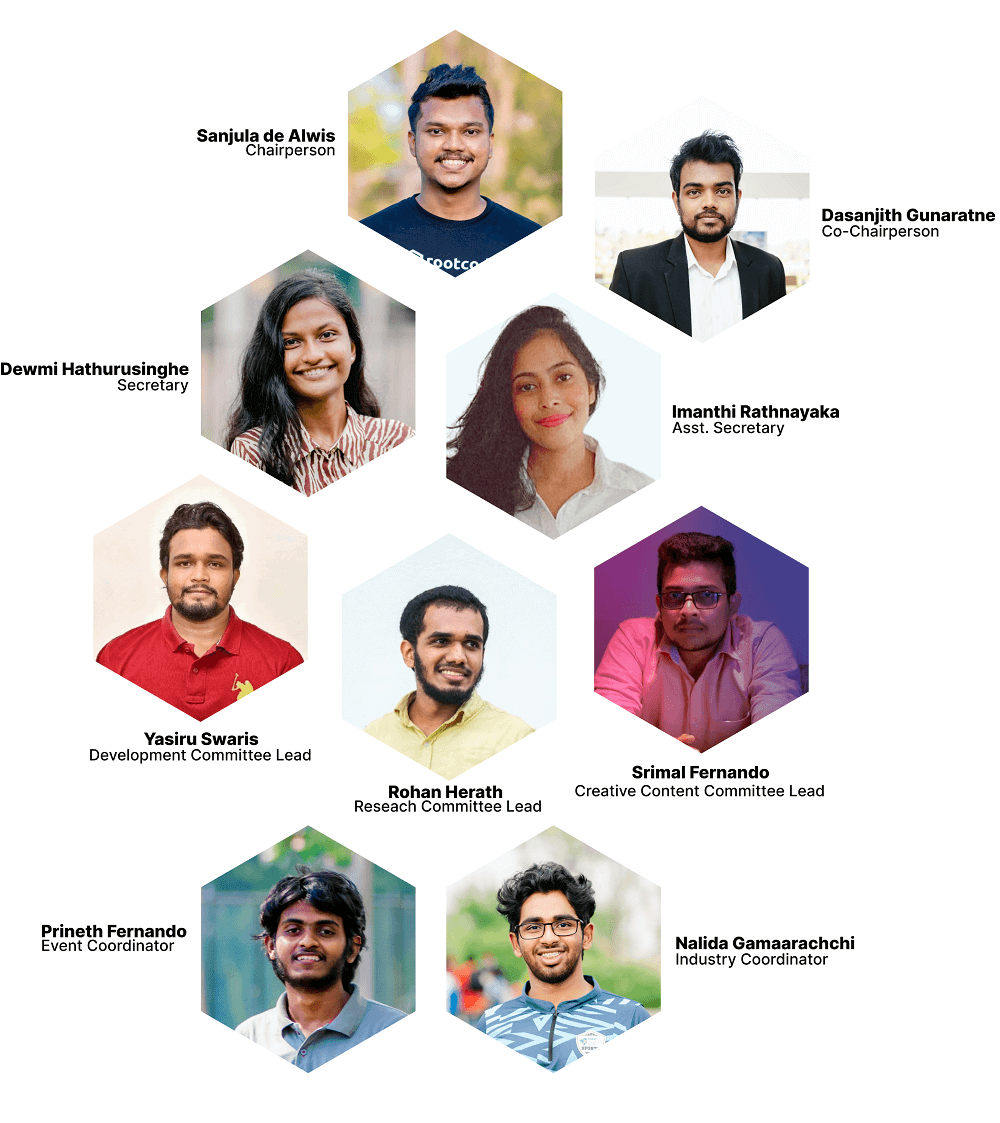 Sanjula de Alwis
Chairperson
Dasanjith Gunaratne
Co-Chairperson
rootco
Dewmi Hathurusinghe
Secretary
Imanthi Rathnayaka
Asst. Secretary
Yasiru Swaris
Development Committee Lead
Srimal Fernando
Creative Content Committee Lead
Rohan Herath
Reseach Committee Lead
Prineth Fernando
Event Coordinator
Nalida Gamaarachchi
Industry Coordinator